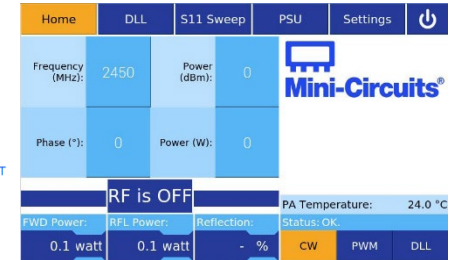 Home DLL S11 Sweep PSU Settings
Frequency (MHz): 2450 Power (dBm): 0
Mini-Circuits®
Phase (°): 0 Power (W): 0
T
RF is OFF
PA Temperature: 24.0 °C
FWD Power: RFL Power: Reflection: Status: OK.
0.1 watt 0.1 watt - % CW PWM DLL